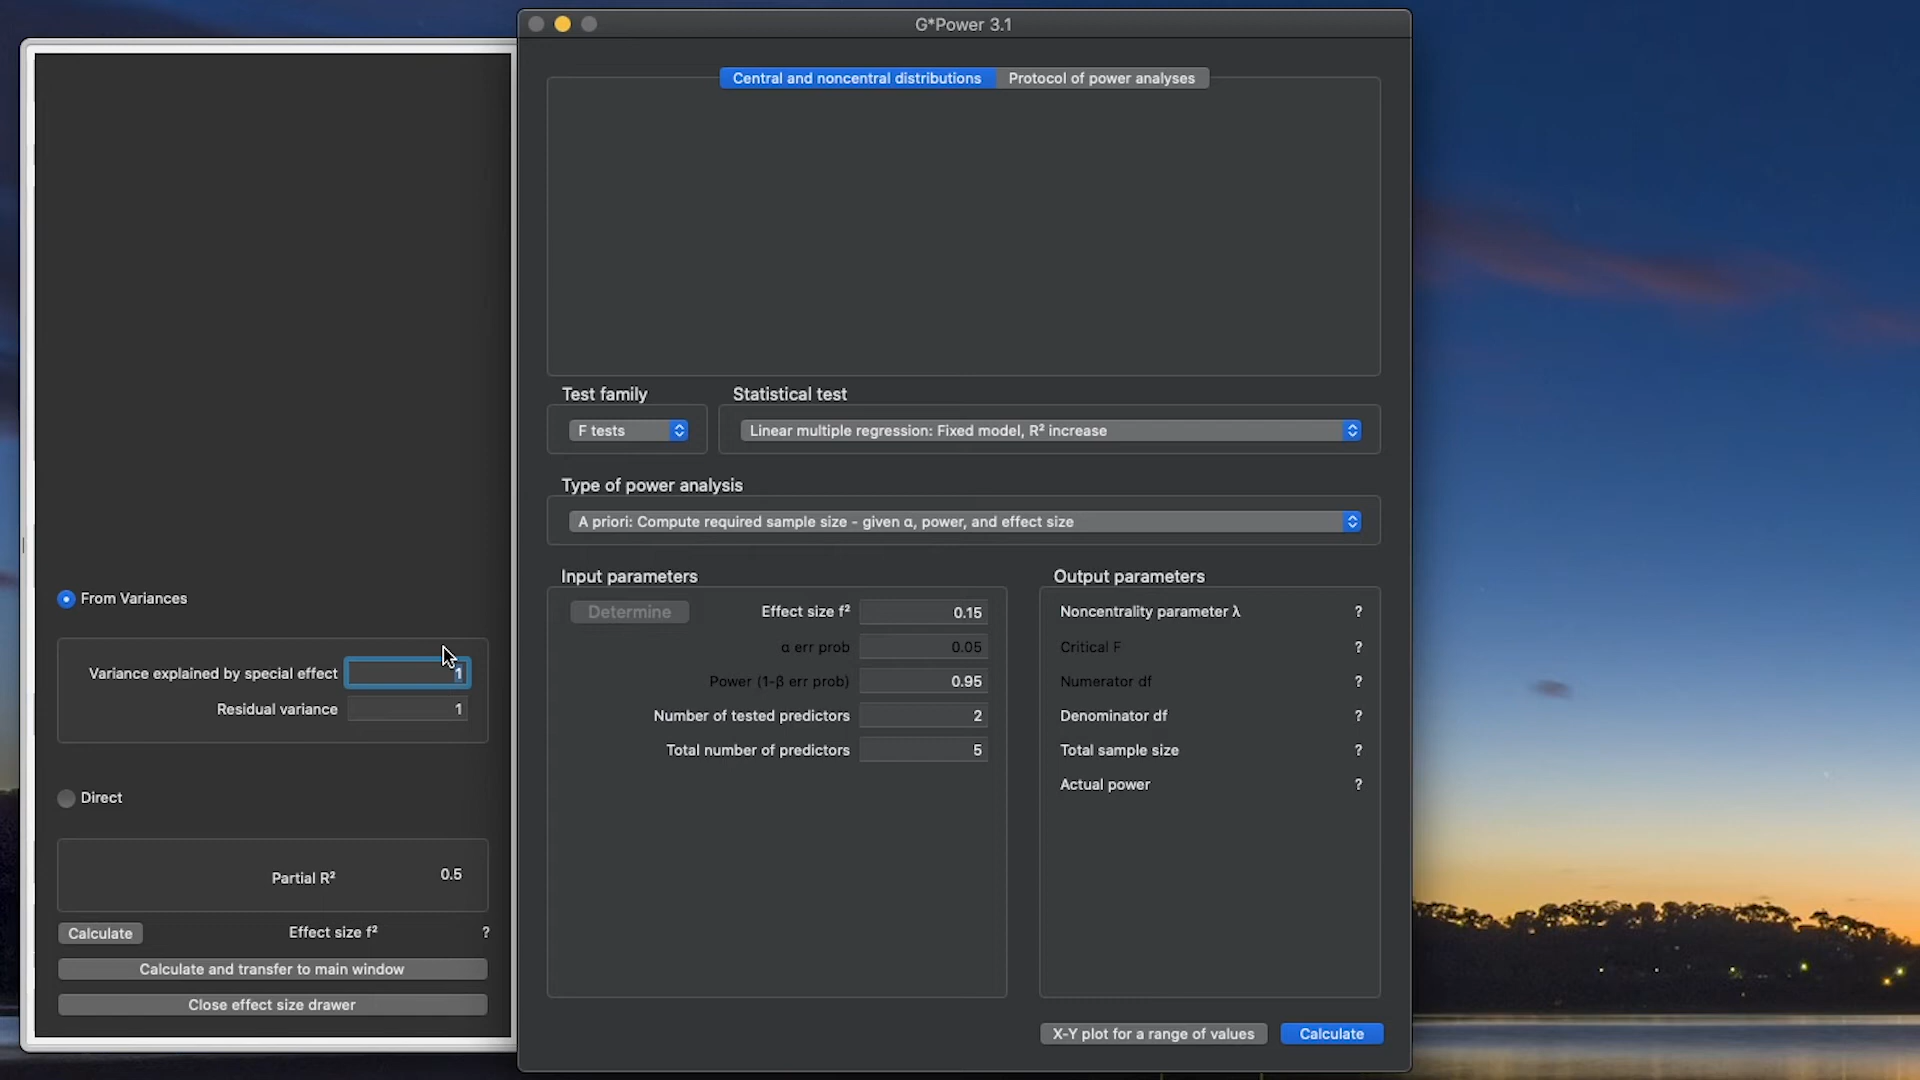 G*Power 3.1
Central and noncentral distributions
Protocol of power analyses
Test family
Statistical test
F tests
Linear multiple regression: Fixed model, R² increase
Type of power analysis
A priori: Compute required sample size - given α, power, and effect size
Input parameters
Determine
Effect size f² 0.15
α err prob 0.05
Power (1-β err prob) 0.95
Number of tested predictors 2
Total number of predictors 5
Output parameters
Noncentrality parameter λ ?
Critical F ?
Numerator df ?
Denominator df ?
Total sample size ?
Actual power ?
X-Y plot for a range of values
Calculate
From Variances
Variance explained by special effect 1
Residual variance 1
Direct
Partial R² 0.5
Calculate
Effect size f² ?
Calculate and transfer to main window
Close effect size drawer